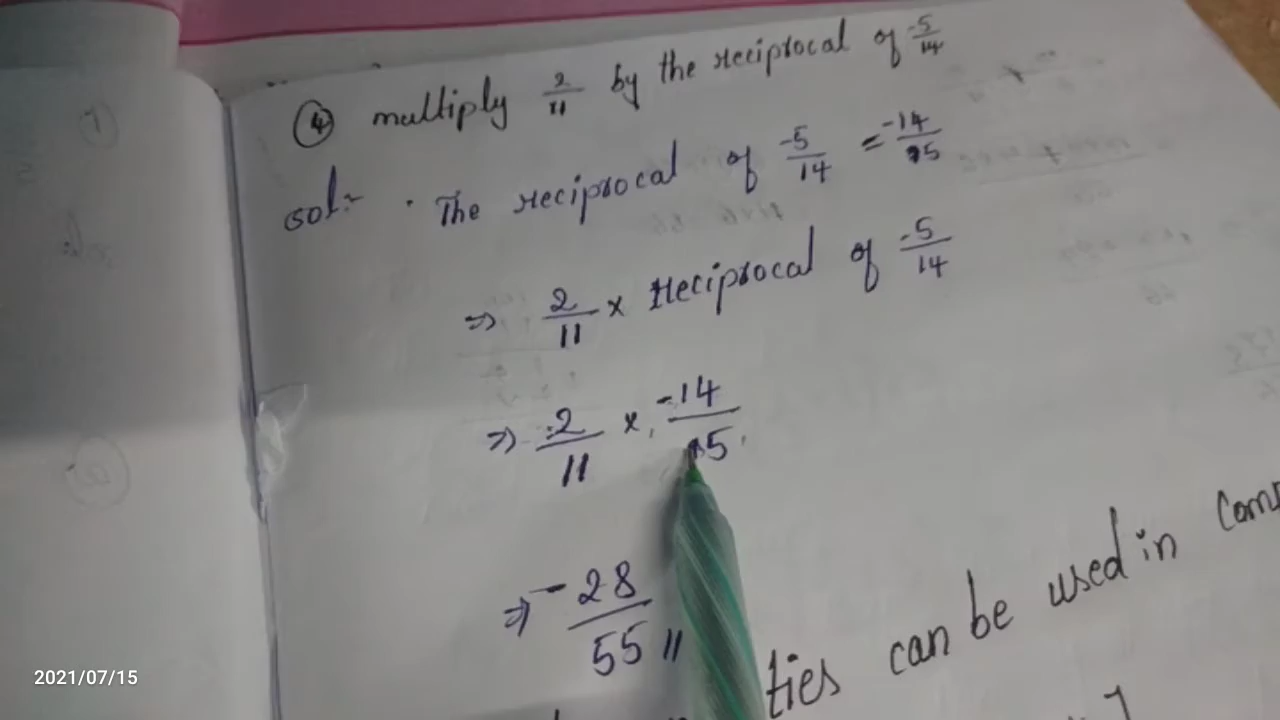 ④ multiply 2/11 by the reciprocal of -5/14
sol:- . The reciprocal of -5/14 = -14/5
⇒ 2/11 × Reciprocal of -5/14
⇒ 2/11 × -14/5
⇒ -28/55 //
ties can be used in
2021/07/15